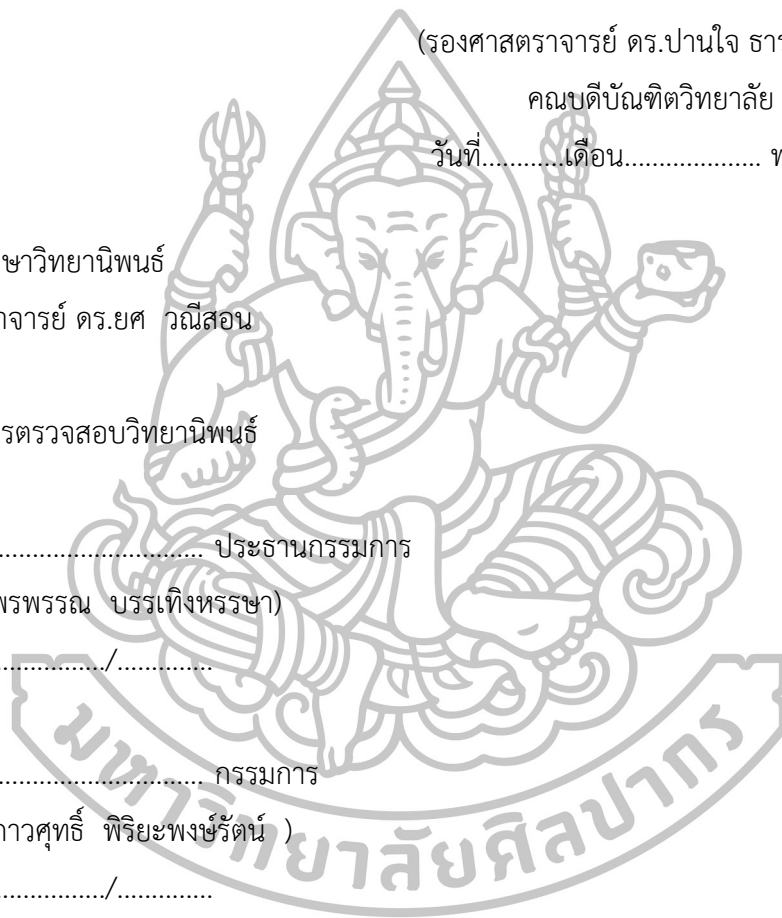 (รองศาสตราจารย์ ดร.ปานใจ
คณบดีบัณฑิตวิทยาลัย
วันที่............เดือน....................
ษาวิทยานิพนธ์
าจารย์ ดร.ยศ วณีสอน
รตรวจสอบวิทยานิพนธ์
.............................. ประธานกรรมการ
พรพรรณ บรรเทิงหรรษา)
................/..............
.............................. กรรมการ
ภาวศุทธิ์ พิริยะพงษ์รัตน์ )
................/..............
มหาวิทยาลัยศิลปากร